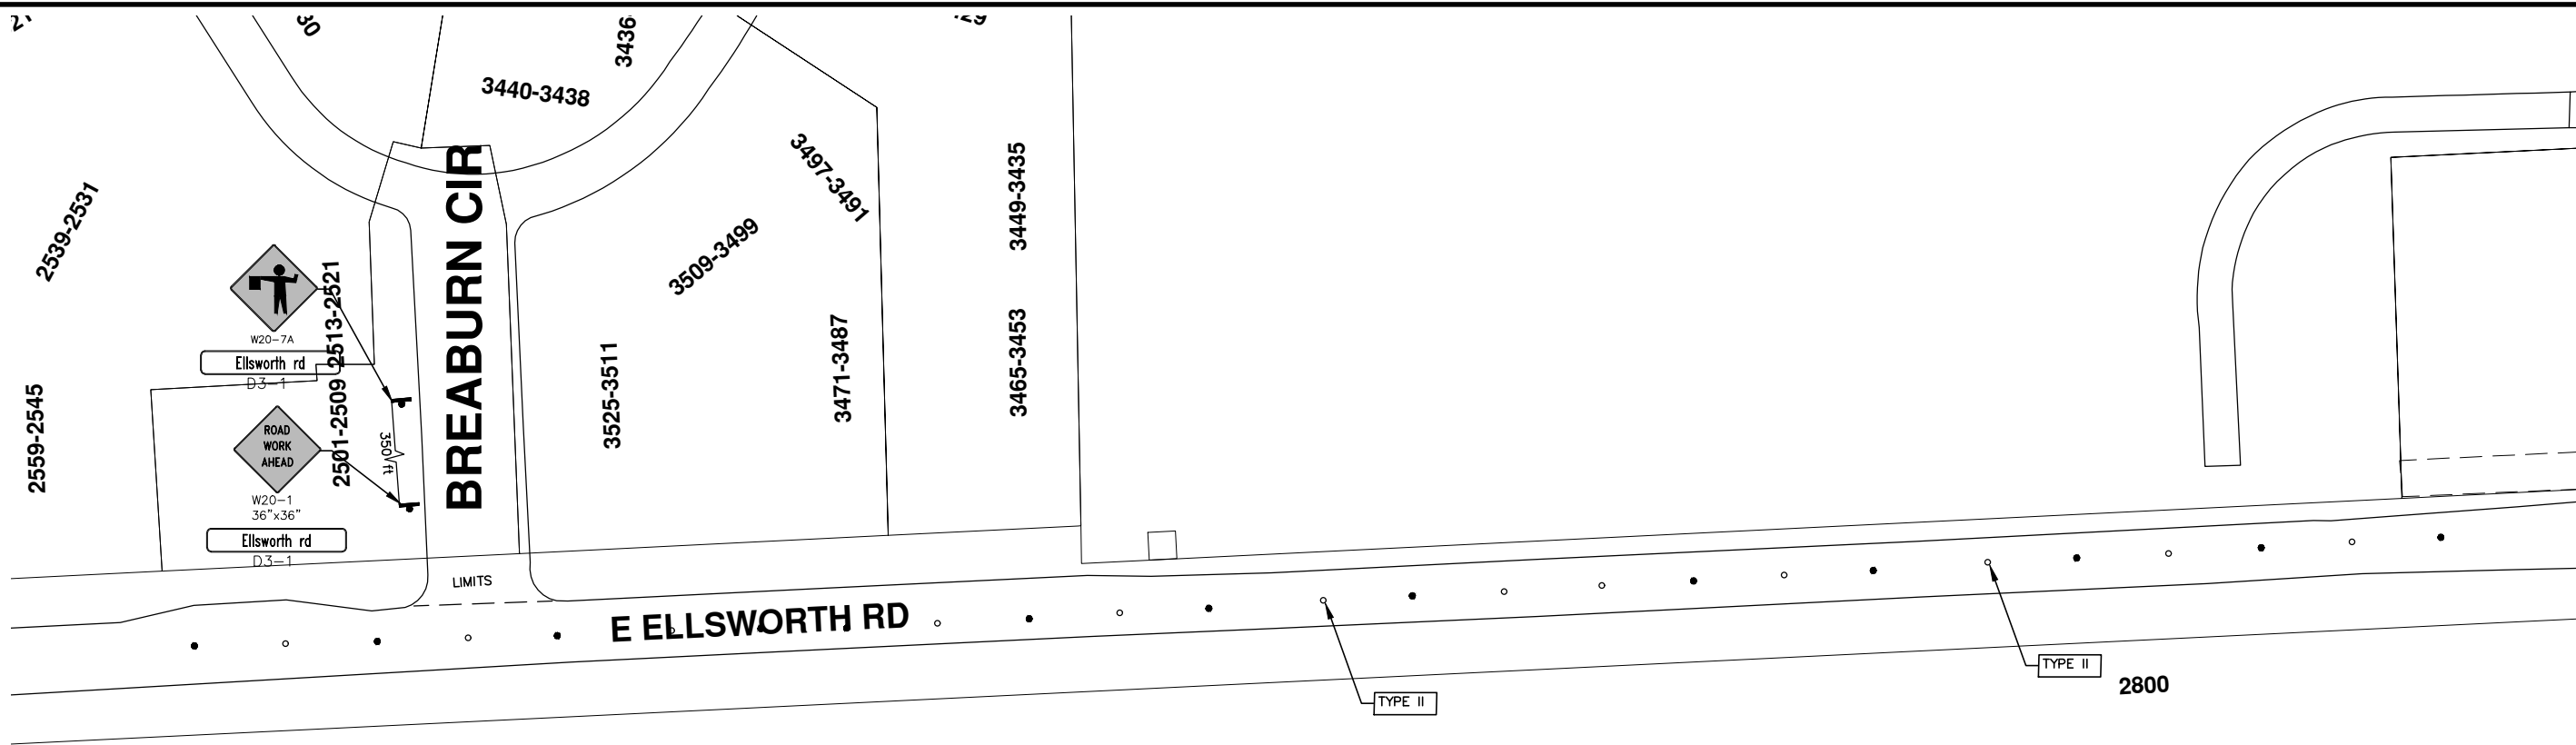 3440-3438
3436
2539-2531
BREABURN CIR
3497-3491
3449-3435
3509-3499
2513-2521
W20-7A
Ellsworth rd
D3-1
3525-3511
3471-3487
3465-3453
2559-2545
2501-2509
350 ft
ROAD
WORK
AHEAD
W20-1
36"x36"
Ellsworth rd
D3-1
LIMITS
E ELLSWORTH RD
TYPE II
TYPE II
2800